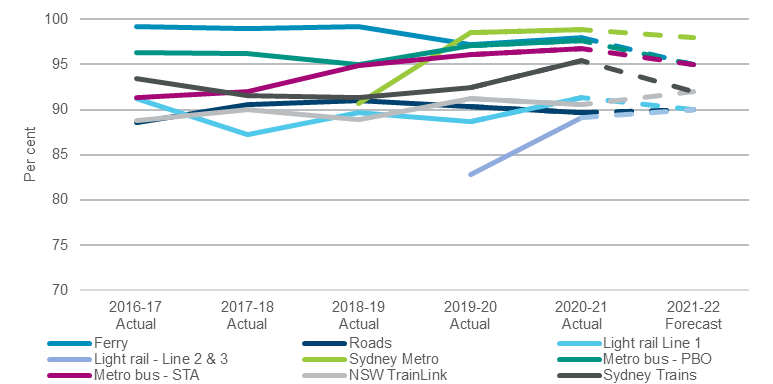 100
95
90
85
80
75
70
Per cent
2016-17 2017-18 2018-19 2019-20 2020-21 2021-22
Actual Actual Actual Actual Actual Forecast
Ferry Roads Light rail Line 1
Light rail - Line 2 & 3 Sydney Metro Metro bus - PBO
Metro bus - STA NSW TrainLink Sydney Trains